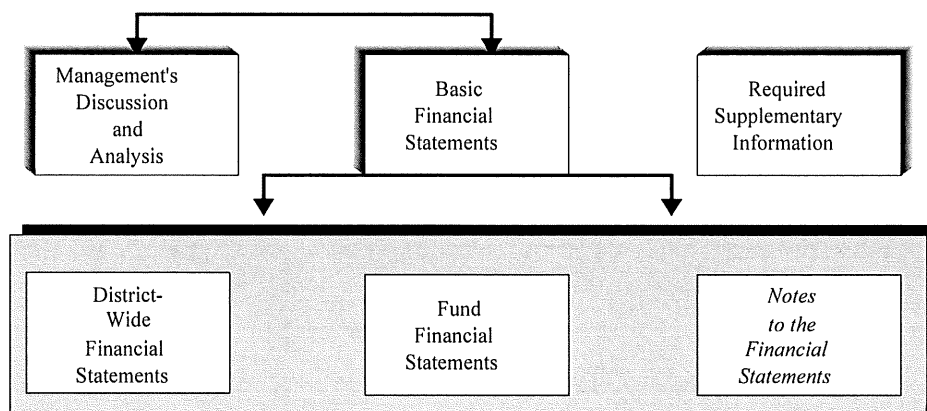 Management's
Discussion
and
Analysis
Basic
Financial
Statements
Required
Supplementary
Information
District-
Wide
Financial
Statements
Fund
Financial
Statements
Notes
to the
Financial
Statements